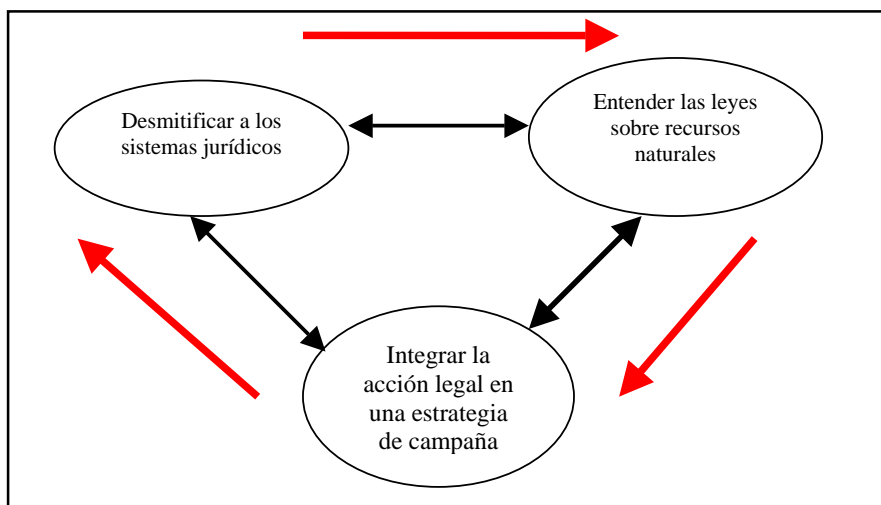 Desmitificar a los
sistemas jurídicos
Entender las leyes
sobre recursos
naturales
Integrar la
acción legal en
una estrategia
de campaña